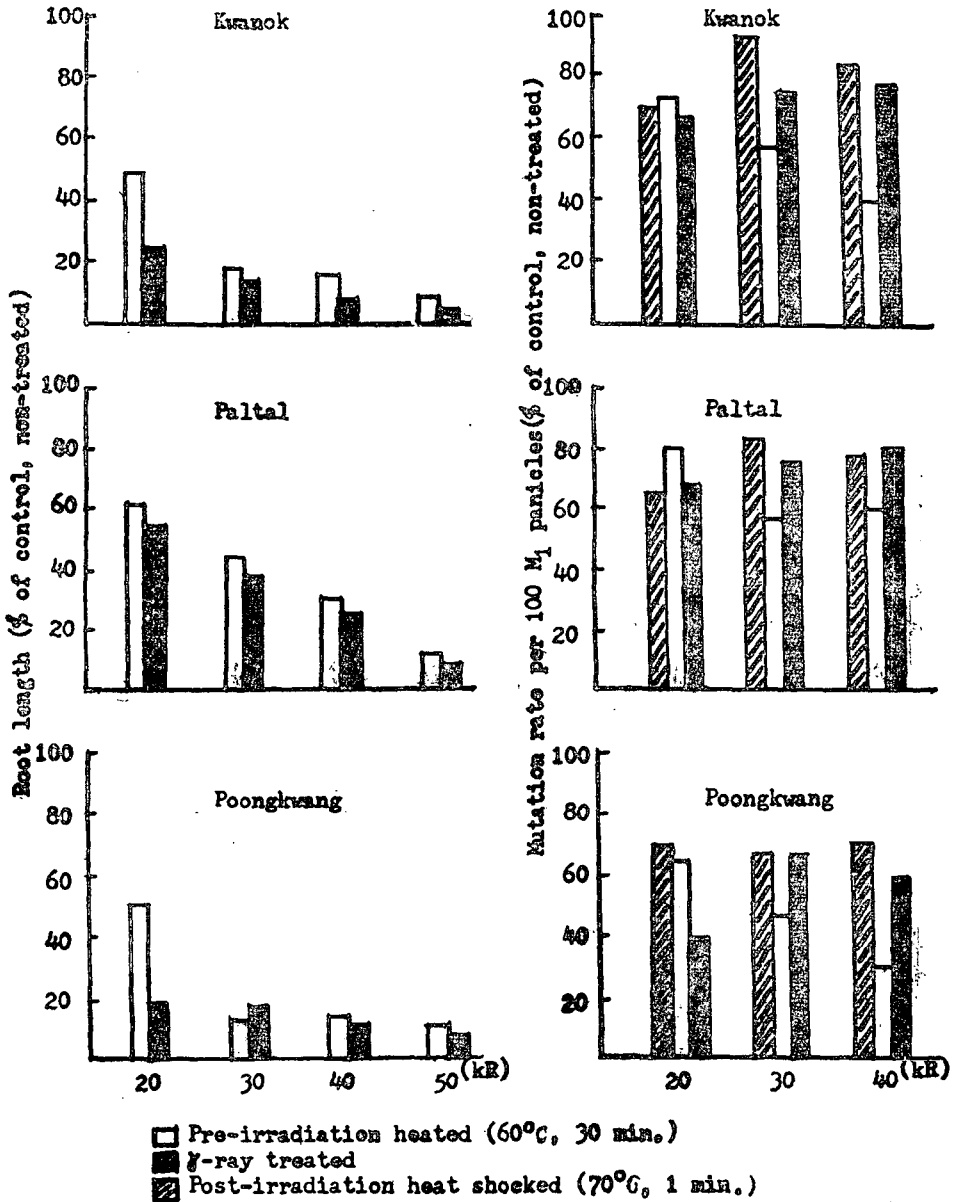 Root length (% of control, non-treated)
Kwanok
100
80
60
40
20
Paltal
100
80
60
40
20
Poongkwang
100
80
60
40
20
20 30 40 50 (kR)
Mutation rate per 100 M1 panicles(% of control, non-treated)
Kwanok
100
80
60
40
20
Paltal
100
80
60
40
20
Poongkwang
100
80
60
40
20
20 30 40 (kR)
Pre-irradiation heated (60°C, 30 min.)
γ-ray treated
Post-irradiation heat shocked (70°C, 1 min.)